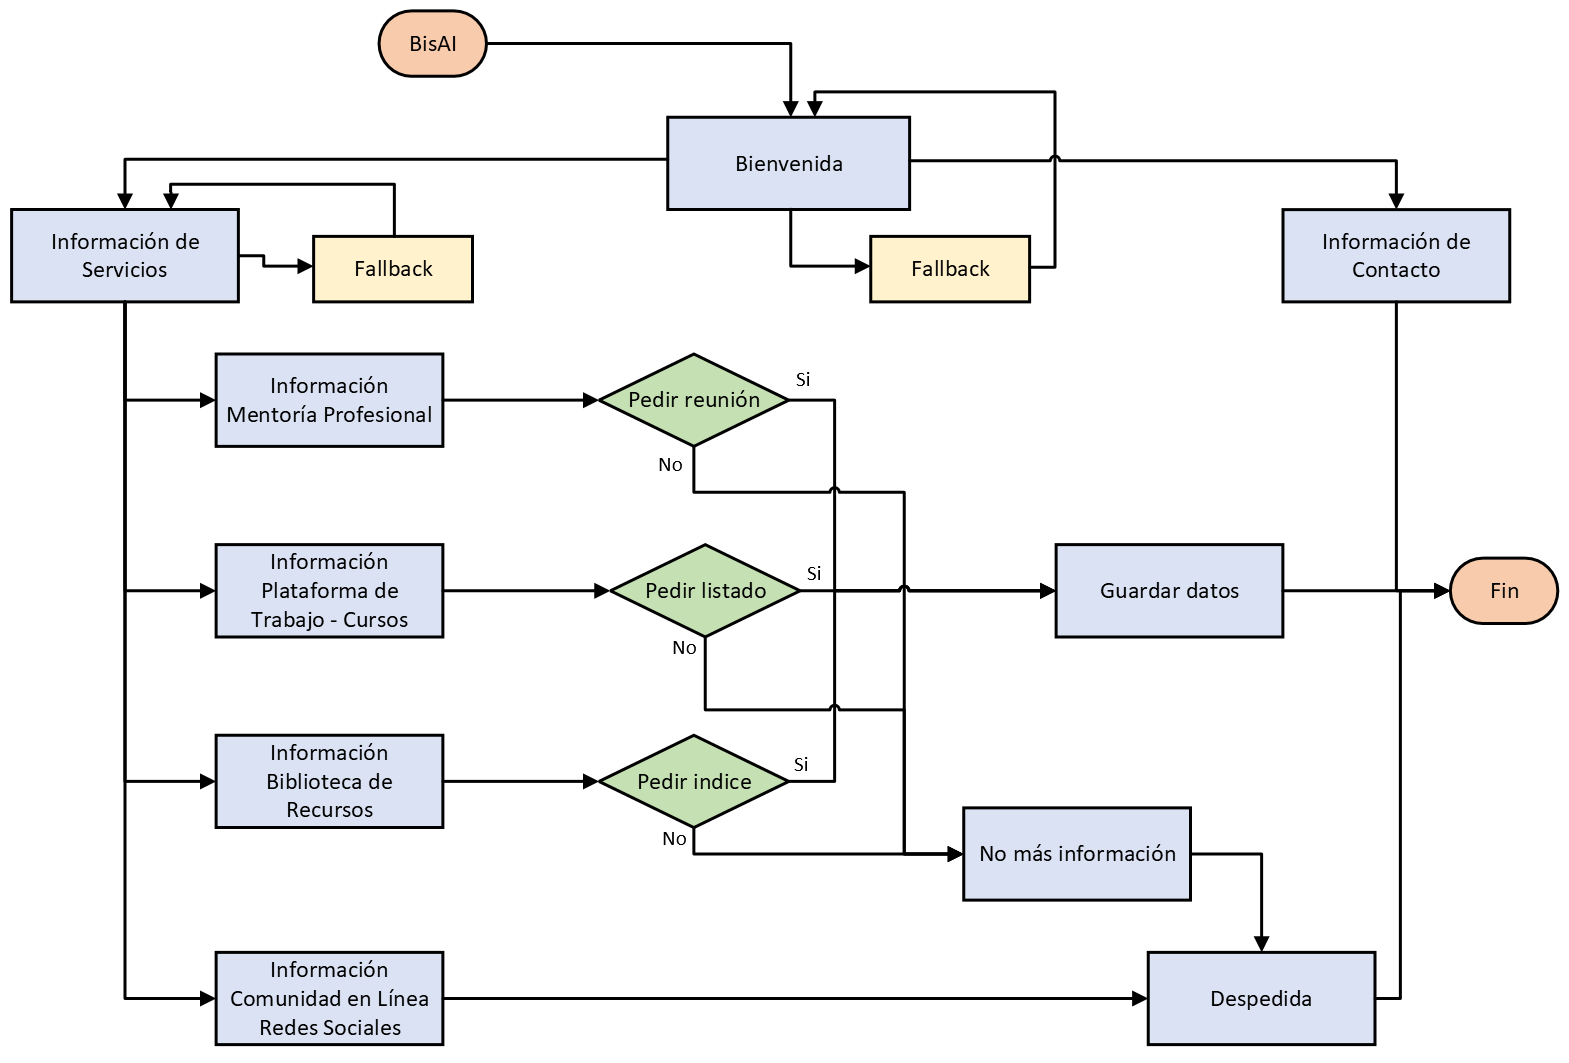 BisAI
Bienvenida
Información de
Servicios
Fallback
Fallback
Información de
Contacto
Información
Mentoría Profesional
Pedir reunión
Si
No
Información
Plataforma de
Trabajo - Cursos
Pedir listado
Si
No
Guardar datos
Fin
Información
Biblioteca de
Recursos
Pedir indice
Si
No
No más información
Información
Comunidad en Línea
Redes Sociales
Despedida